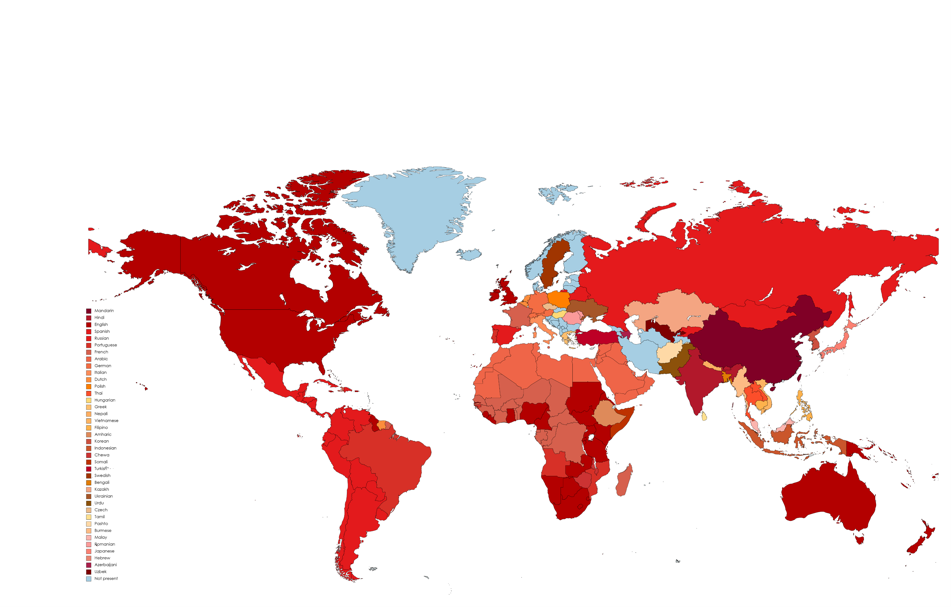 Mandarin
Hindi
English
Spanish
Russian
Portuguese
French
Arabic
German
Italian
Dutch
Polish
Thai
Hungarian
Greek
Nepali
Vietnamese
Filipino
Amharic
Korean
Indonesian
Chewa
Somali
Turkish
Swedish
Bengali
Kazakh
Ukrainian
Urdu
Czech
Tamil
Pashto
Burmese
Malay
Romanian
Japanese
Hebrew
Azerbaijani
Uzbek
Not present